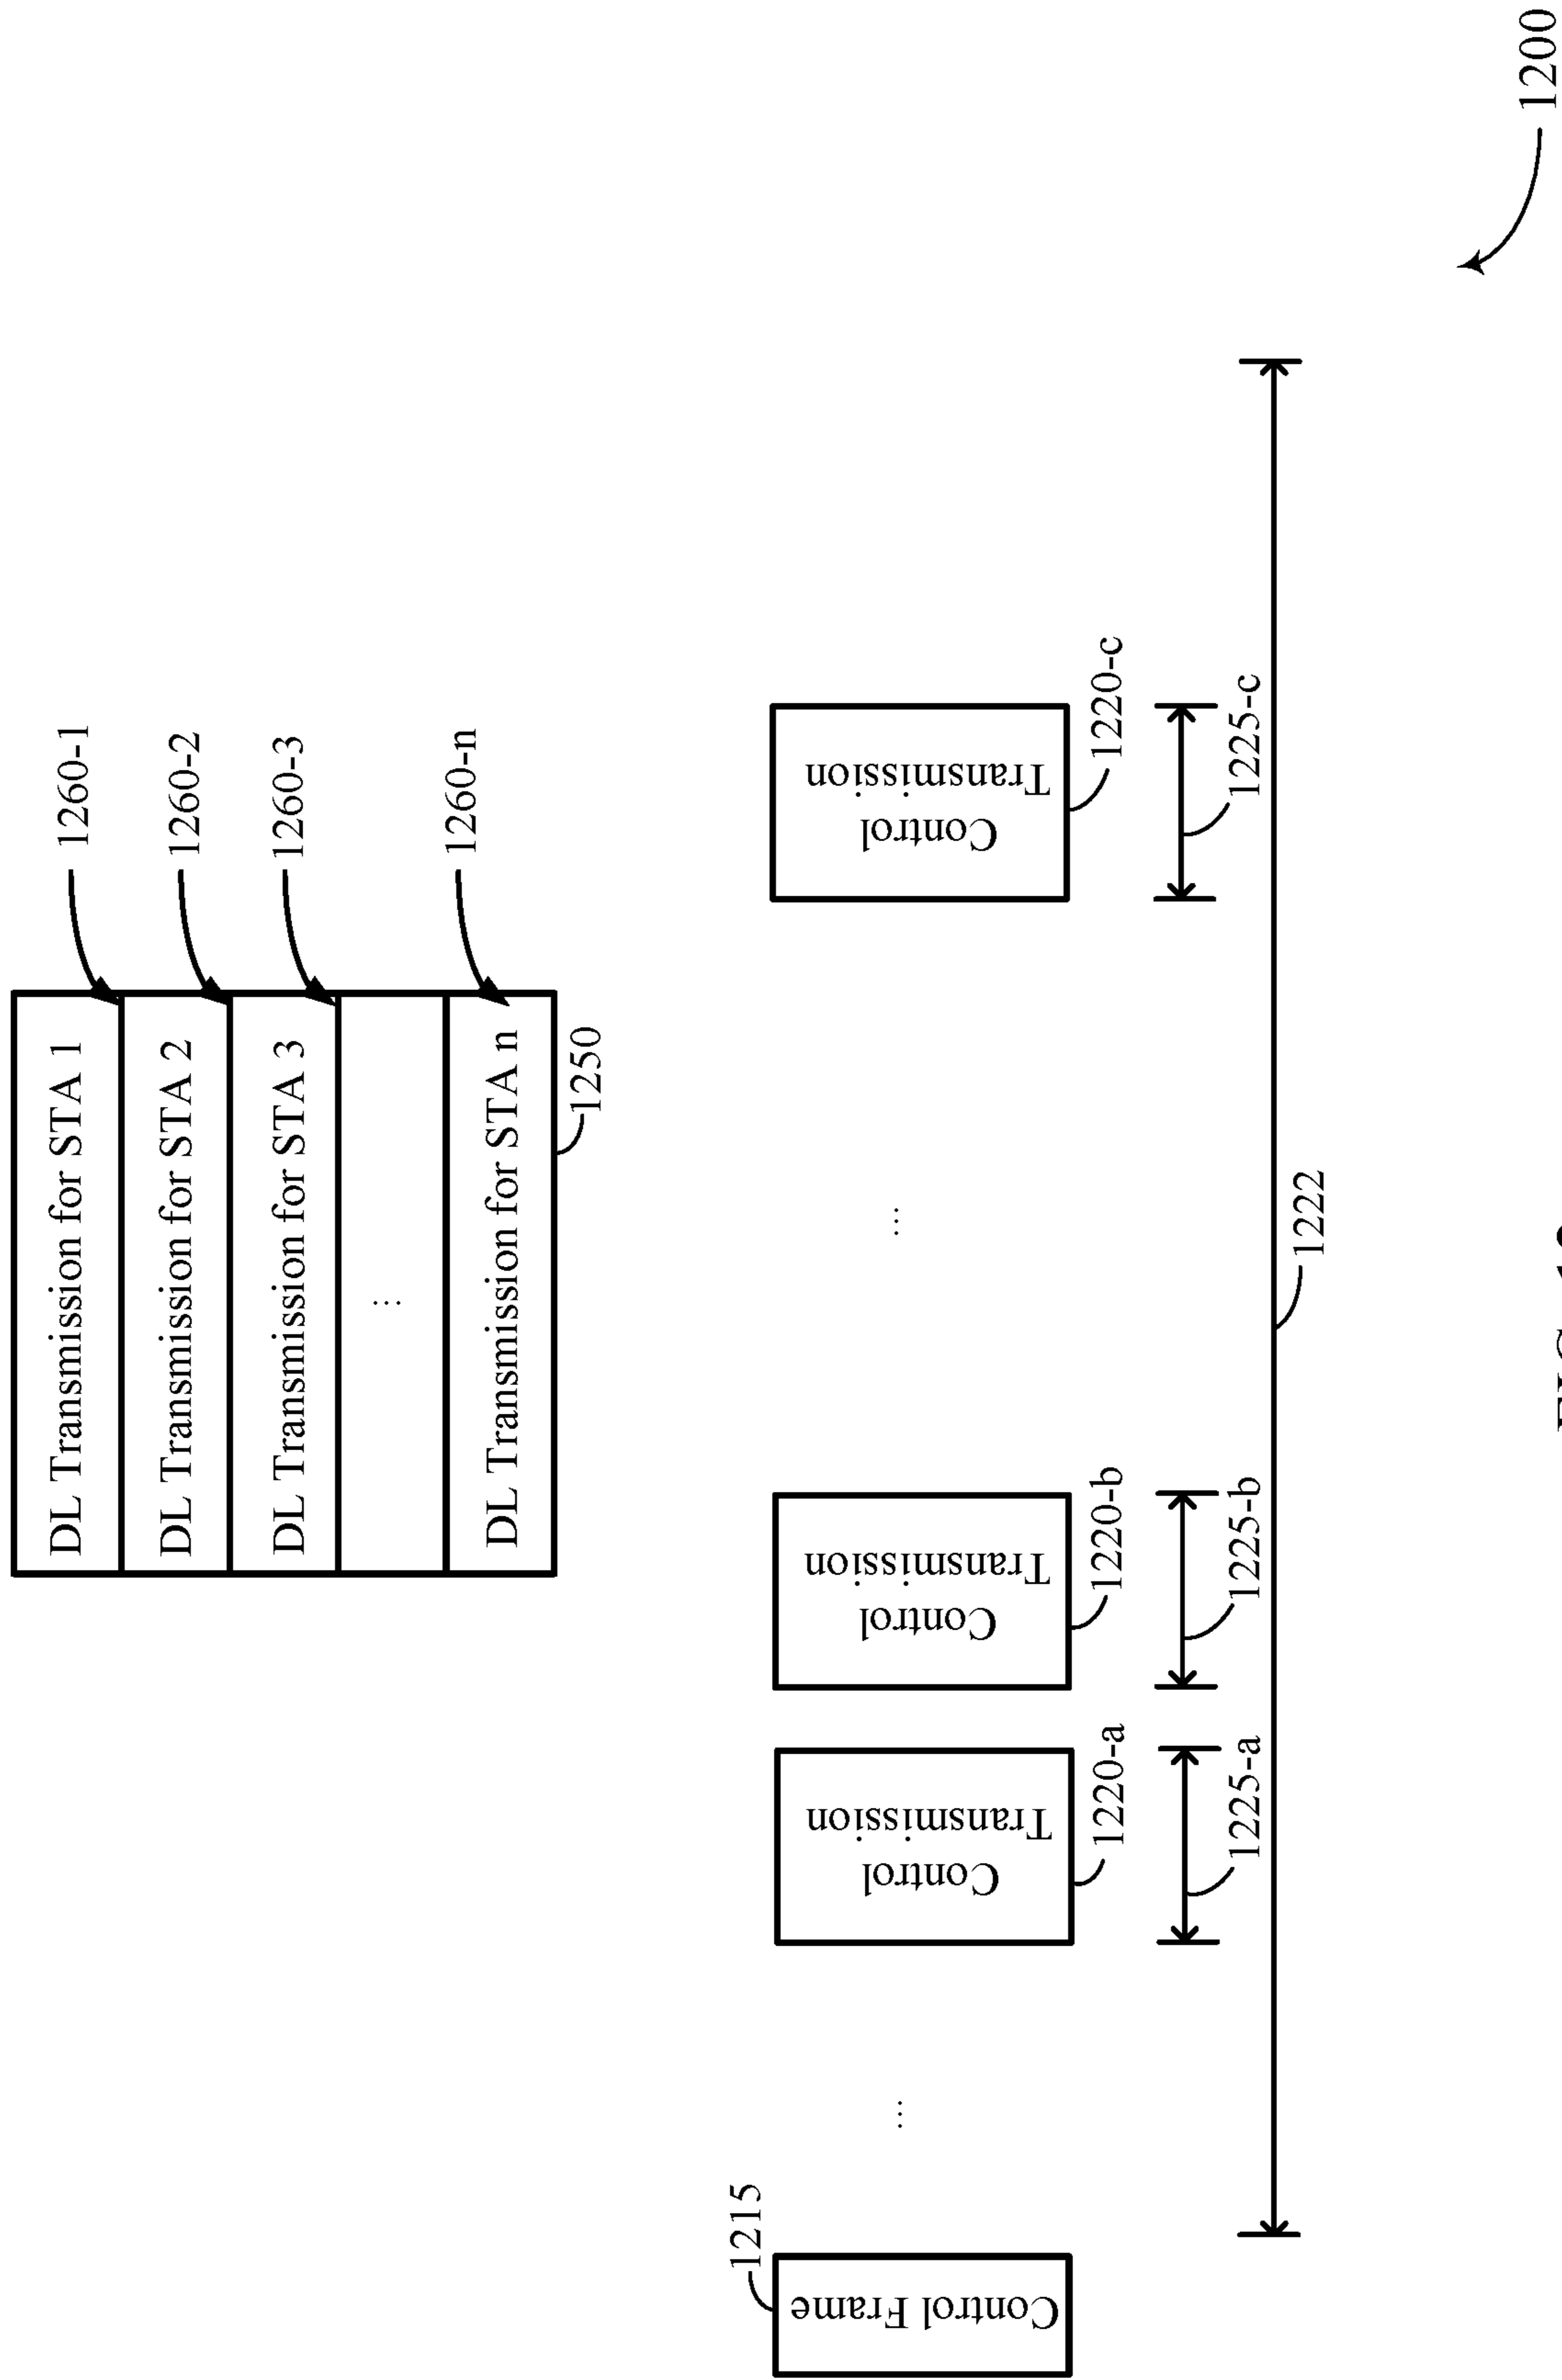 DL Transmission for STA 1
1260-1
DL Transmission for STA 2
1260-2
DL Transmission for STA 3
1260-3
...
DL Transmission for STA n
1260-n
1250
1215
Control Frame
...
Control
Transmission
1220-a
Control
Transmission
1220-b
...
Control
Transmission
1220-c
1225-a
1225-b
1225-c
1222
1200